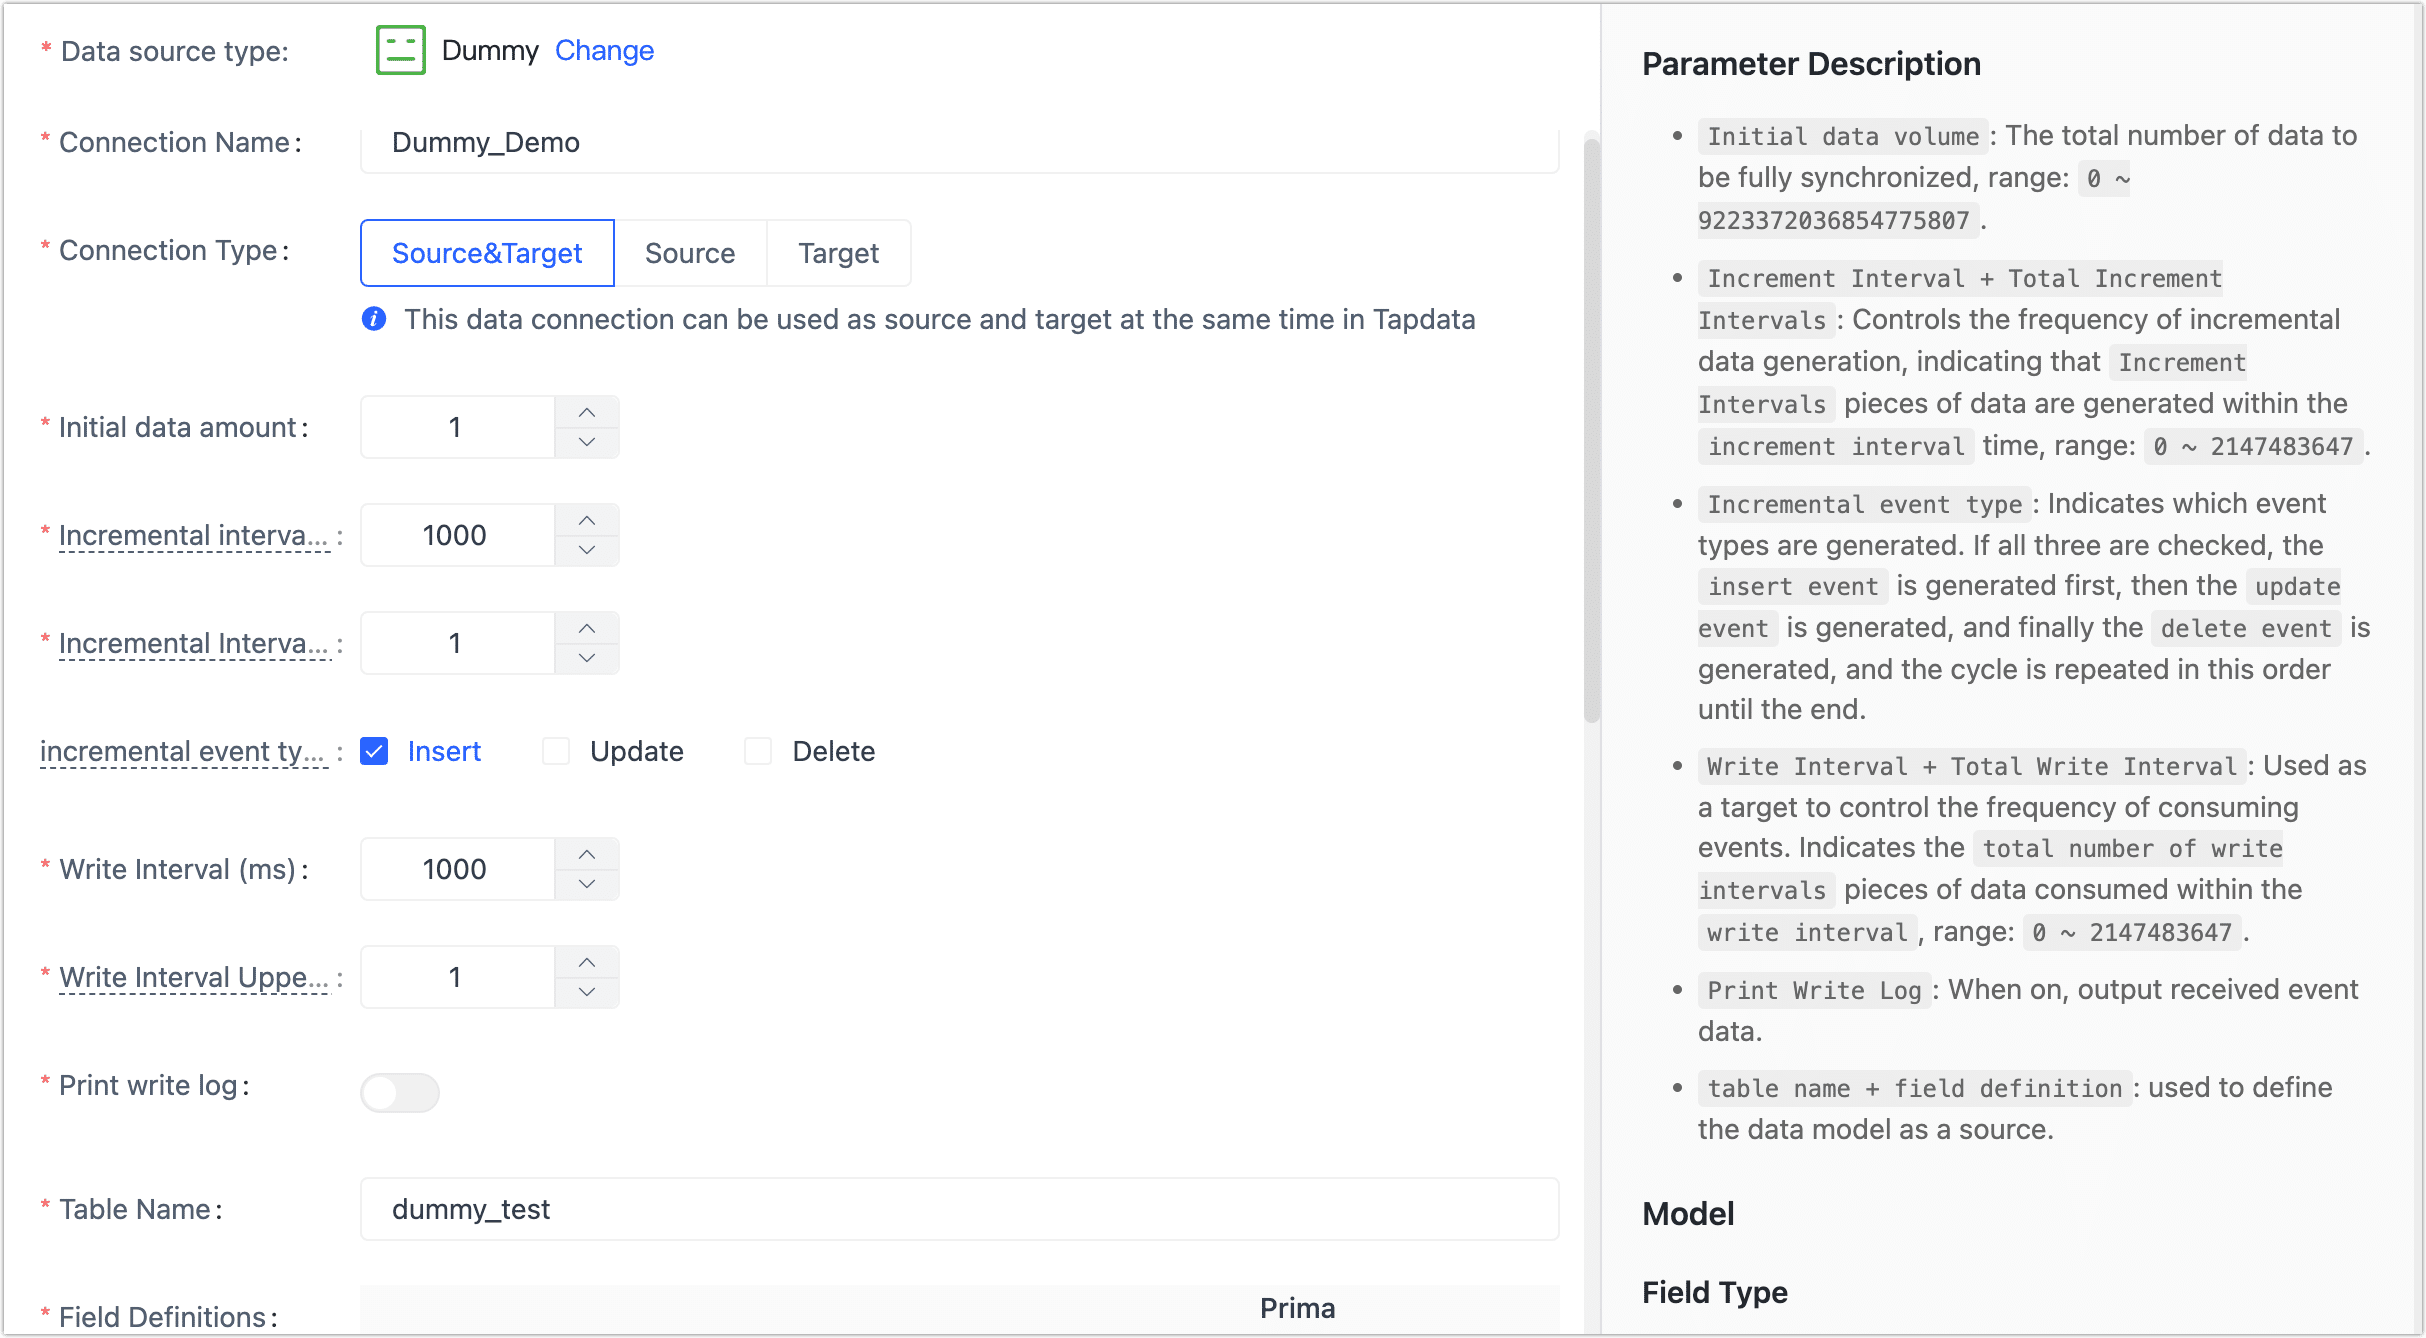 * Data source type: Dummy Change
* Connection Name: Dummy_Demo
* Connection Type: Source&Target Source Target
This data connection can be used as source and target at the same time in Tapdata
* Initial data amount: 1
* Incremental interva... : 1000
* Incremental Interva... : 1
incremental event ty... : Insert Update Delete
* Write Interval (ms): 1000
* Write Interval Uppe... : 1
* Print write log:
* Table Name: dummy_test
* Field Definitions: Prima
Parameter Description
• Initial data volume: The total number of data to
be fully synchronized, range: 0 ~
9223372036854775807.
• Increment Interval + Total Increment
Intervals: Controls the frequency of incremental
data generation, indicating that Increment
Intervals pieces of data are generated within the
increment interval time, range: 0 ~ 2147483647.
• Incremental event type: Indicates which event
types are generated. If all three are checked, the
insert event is generated first, then the update
event is generated, and finally the delete event is
generated, and the cycle is repeated in this order
until the end.
• Write Interval + Total Write Interval: Used as
a target to control the frequency of consuming
events. Indicates the total number of write
intervals pieces of data consumed within the
write interval, range: 0 ~ 2147483647.
• Print Write Log: When on, output received event
data.
• table name + field definition: used to define
the data model as a source.
Model
Field Type